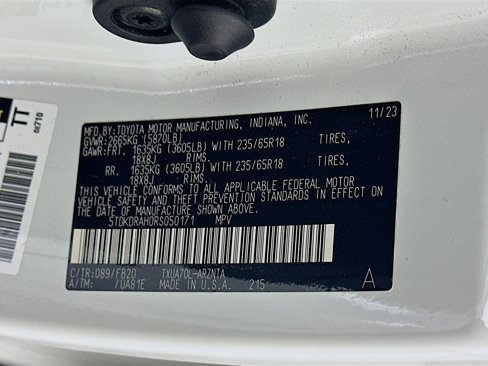 MFD. BY: TOYOTA MOTOR MANUFACTURING, INDIANA, INC. 11/23
GVWR: 2665KG (5870LB)
GAWR: FRT. 1635KG (3605LB) WITH 235/65R18 TIRES,
18X8J RIMS.
RR. 1635KG (3605LB) WITH 235/65R18 TIRES,
18X8J RIMS.
THIS VEHICLE CONFORMS TO ALL APPLICABLE FEDERAL MOTOR
VEHICLE SAFETY AND THEFT PREVENTION STANDARDS IN EFFECT ON
THE DATE OF MANUFACTURE SHOWN ABOVE.
5TDKDRAH0RS050171 MPV
C/TR: 089/FB20 TXUA70L-ARZNTA
A/TM: /UA81E MADE IN U.S.A. 215 A
TT